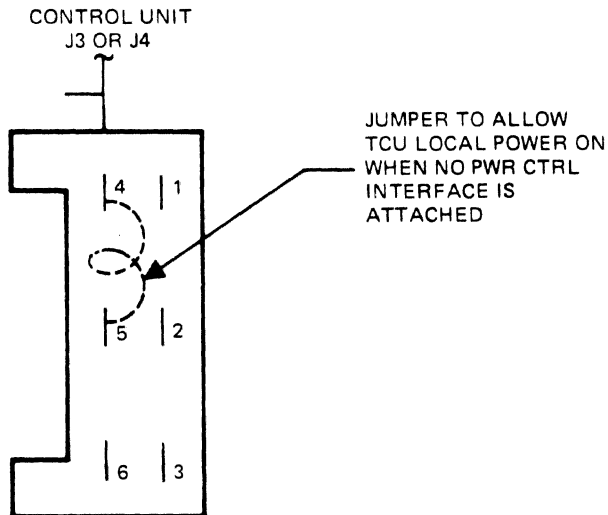 CONTROL UNIT
J3 OR J4
JUMPER TO ALLOW
TCU LOCAL POWER ON
WHEN NO PWR CTRL
INTERFACE IS
ATTACHED
4 1
5 2
6 3